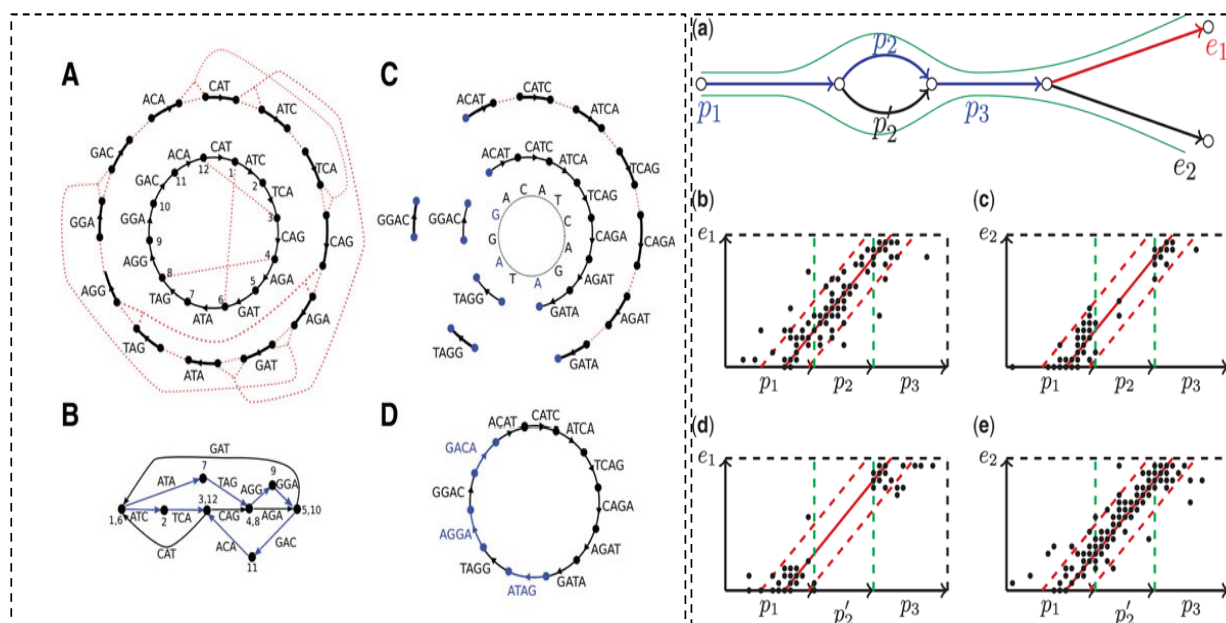 A
CAT
ACA
ATC
GAC
TCA
GGA
CAG
AGG
AGA
TAG
GAT
ATA
CAT
ACA
ATC
GAC
TCA
GGA
CAG
AGG
AGA
TAG
GAT
ATA
12
1
2
3
4
5
6
7
8
9
10
11
B
GAT
7
9
ATA
TAG
AGG
GGA
1,6
ATC
2
TCA
3,12
CAG
4,8
AGA
5,10
CAT
ACA
GAC
11
C
ACAT
CATC
ATCA
TCAG
CAGA
AGAT
GATA
TAGG
GGAC
ACAT
CATC
ATCA
TCAG
CAGA
AGAT
GATA
TAGG
GGAC
A C A T C A G A T A G G
D
ACAT
CATC
ATCA
TCAG
CAGA
AGAT
GATA
ATAG
TAGG
AGGA
GGAC
GACA
(a)
p1
p2
p'2
p3
e1
e2
(b)
e1
p1 p2 p3
(c)
e2
p1 p2 p3
(d)
e1
p1 p'2 p3
(e)
e2
p1 p'2 p3